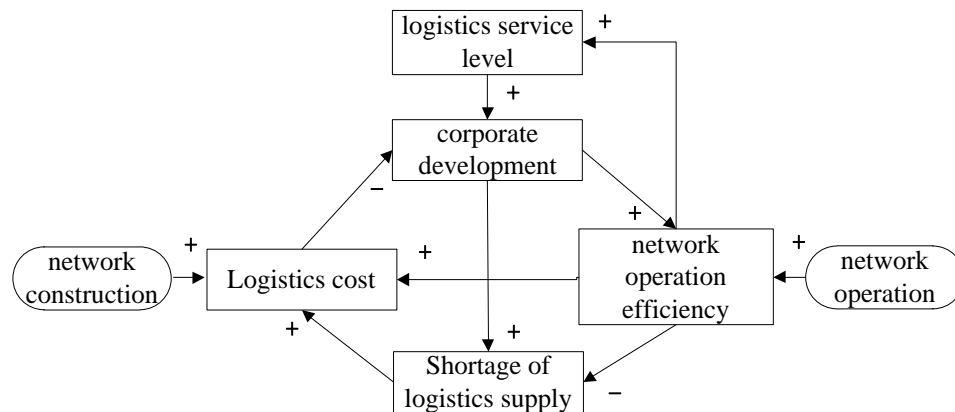 logistics service
level
+
+
corporate
development
−
+
+
+
+
network
construction
Logistics cost
network
operation
efficiency
network
operation
+
+
−
Shortage of
logistics supply